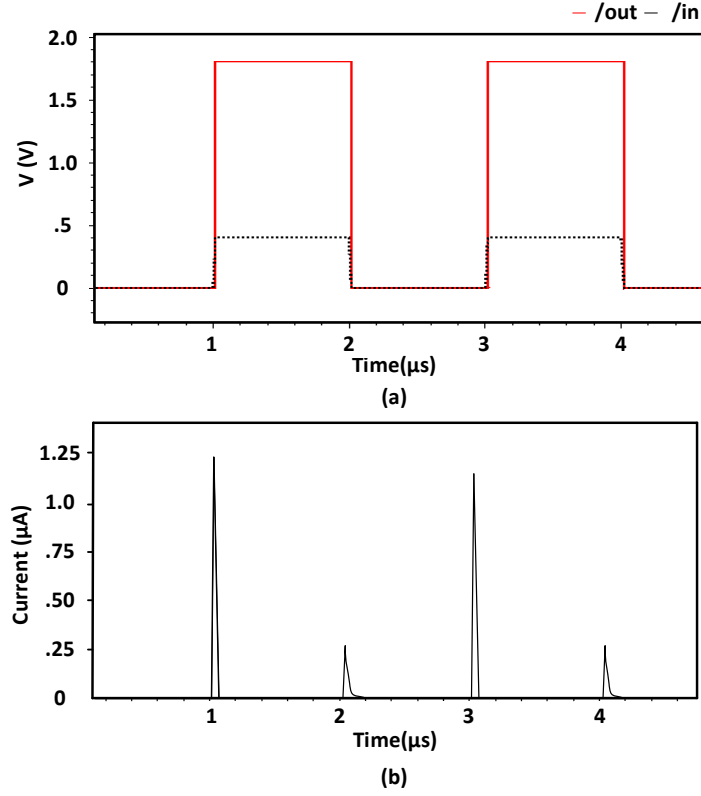 — /out — /in
2.0
1.5
1.0
.5
0
V (V)
1 2 3 4
Time(µs)
(a)
1.25
1.0
.75
.50
.25
0
Current (µA)
1 2 3 4
Time(µs)
(b)